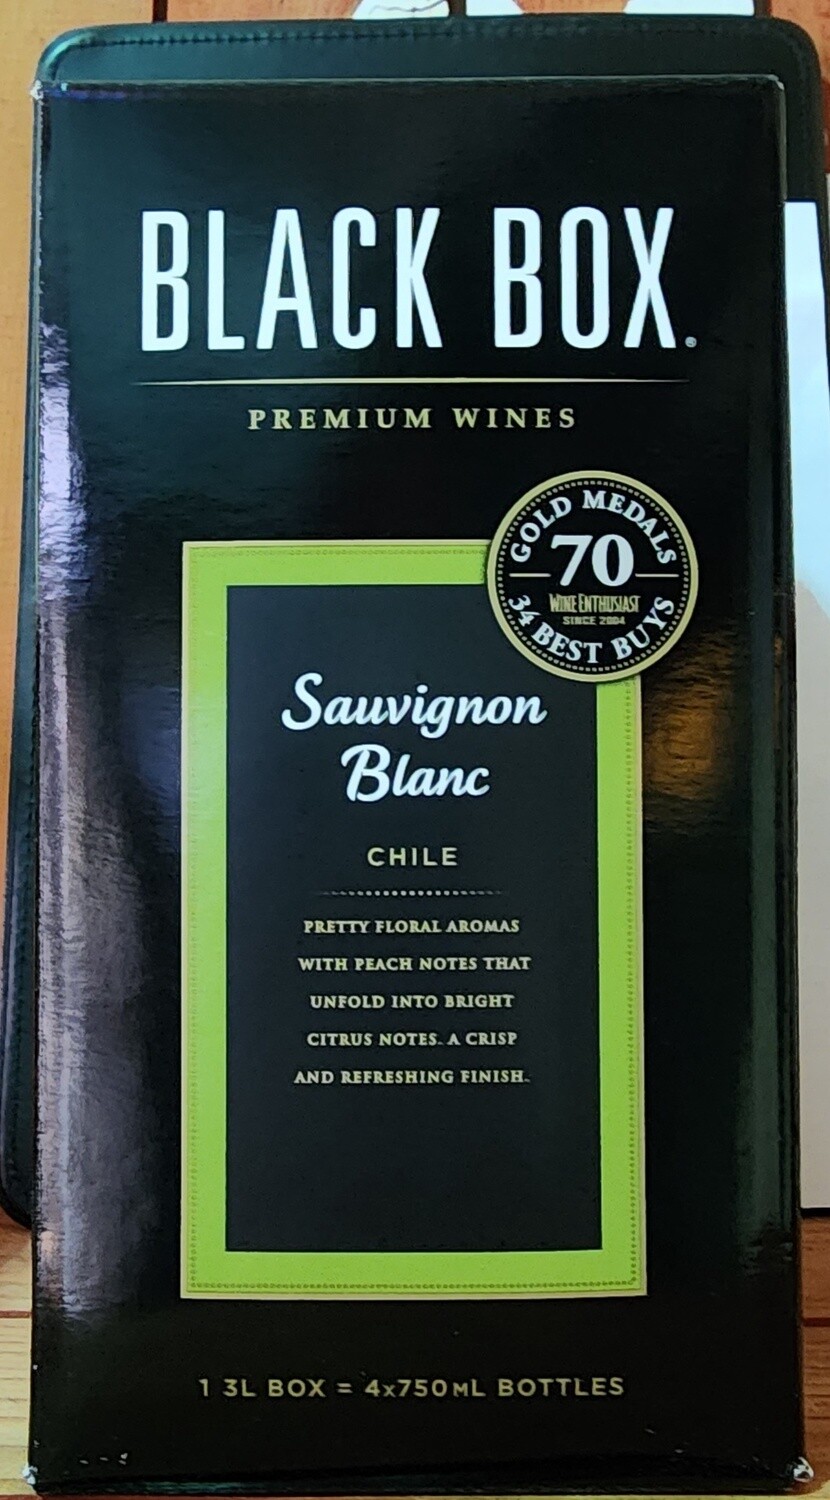 BLACK BOX®
PREMIUM WINES
GOLD MEDALS
70
WINE ENTHUSIAST
SINCE 2004
34 BEST BUYS
Sauvignon
Blanc
CHILE
PRETTY FLORAL AROMAS
WITH PEACH NOTES THAT
UNFOLD INTO BRIGHT
CITRUS NOTES. A CRISP
AND REFRESHING FINISH.
1 3L BOX = 4x750ML BOTTLES